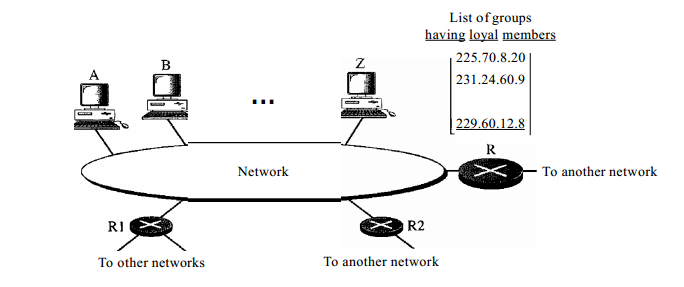 List of groups
having loyal members
225.70.8.20
231.24.60.9
229.60.12.8
A
B
Z
...
R
Network
To another network
R1
R2
To other networks
To another network